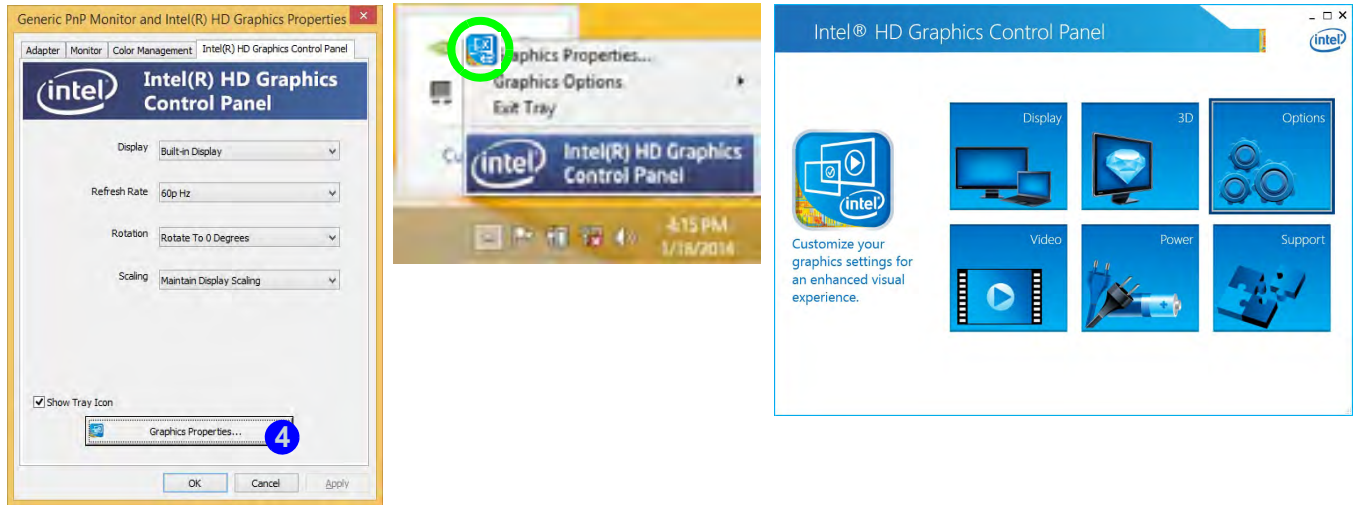 Generic PnP Monitor and Intel(R) HD Graphics Properties
Adapter Monitor Color Management Intel(R) HD Graphics Control Panel
intel
Intel(R) HD Graphics
Control Panel
Display Built-in Display
Refresh Rate 60p Hz
Rotation Rotate To 0 Degrees
Scaling Maintain Display Scaling
Show Tray Icon
Graphics Properties...
4
OK Cancel Apply
Graphics Properties...
Graphics Options
Exit Tray
intel
Intel(R) HD Graphics
Control Panel
4:15 PM
1/18/2014
Intel® HD Graphics Control Panel
intel
Display 3D Options
intel
Customize your
graphics settings for
an enhanced visual
experience.
Video Power Support